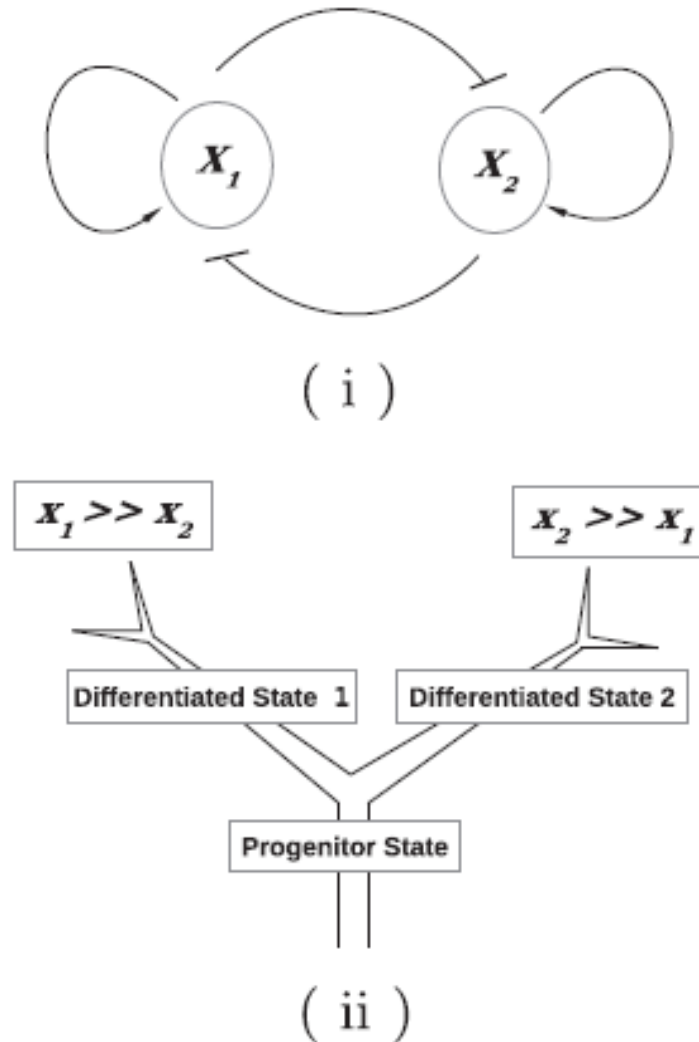 X₁ X₂
( i )
x₁ >> x₂ x₂ >> x₁
Differentiated State 1 Differentiated State 2
Progenitor State
( ii )